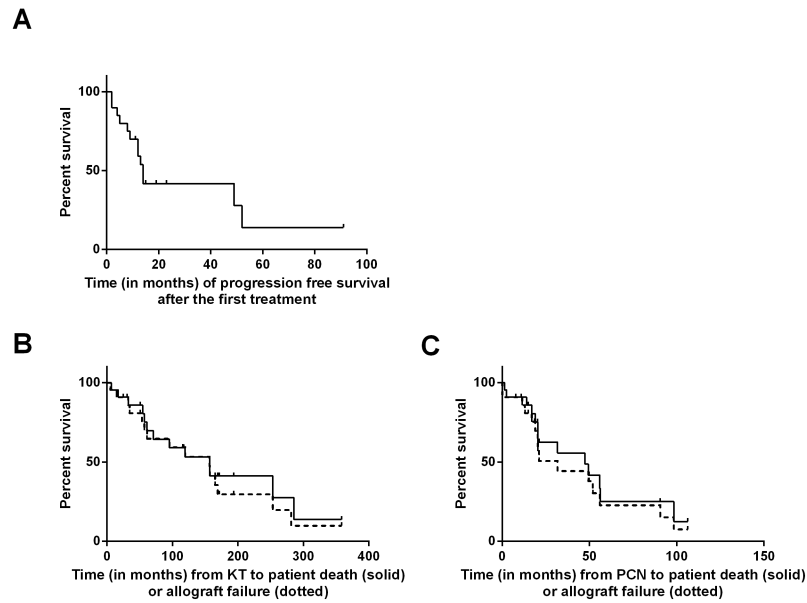 A
Percent survival
100
50
0
0 20 40 60 80 100
Time (in months) of progression free survival
after the first treatment
B
Percent survival
100
50
0
0 100 200 300 400
Time (in months) from KT to patient death (solid)
or allograft failure (dotted)
C
Percent survival
100
50
0
0 50 100 150
Time (in months) from PCN to patient death (solid)
or allograft failure (dotted)